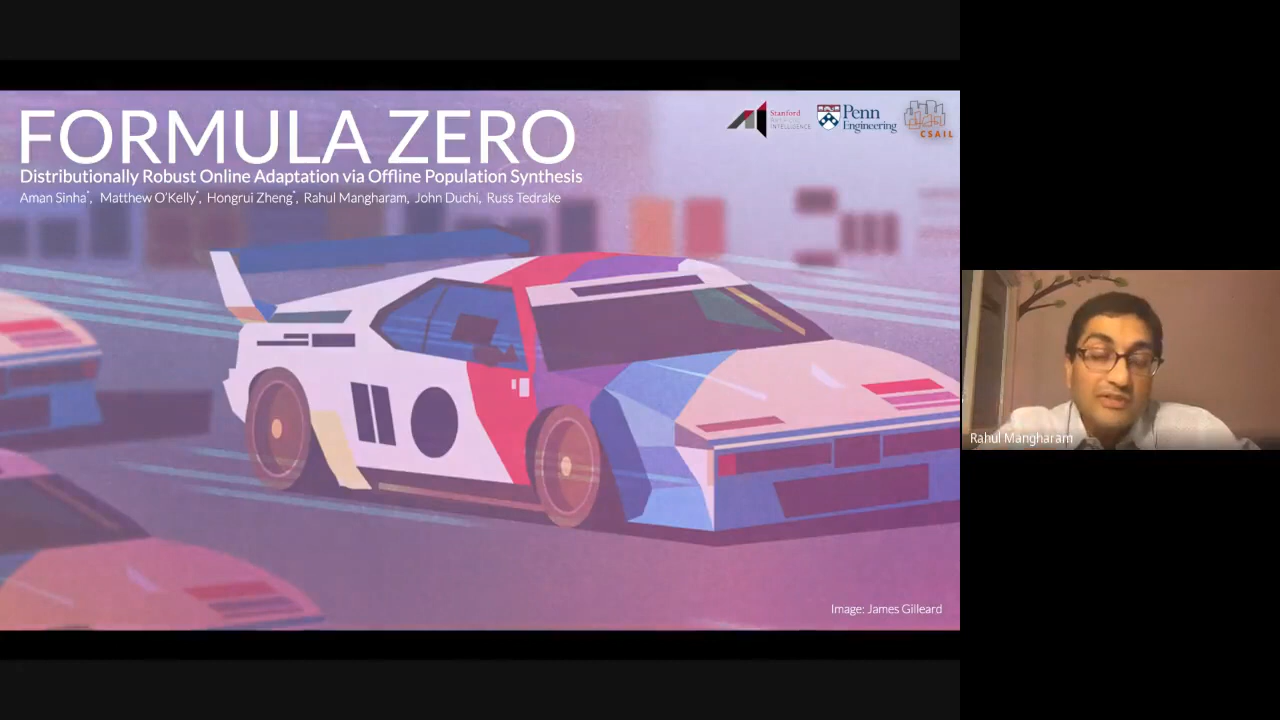 FORMULA ZERO
Distributionally Robust Online Adaptation via Offline Population Synthesis
Aman Sinha*, Matthew O'Kelly*, Hongrui Zheng*, Rahul Mangharam, John Duchi, Russ Tedrake
Stanford
ARTIFICIAL
INTELLIGENCE
Penn
Engineering
CSAIL
Rahul Mangharam
Image: James Gilleard